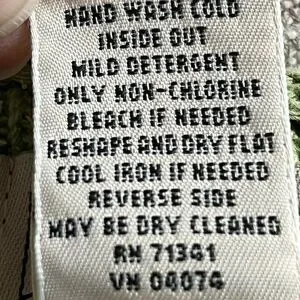 HAND WASH COLD
INSIDE OUT
MILD DETERGENT
ONLY NON-CHLORINE
BLEACH IF NEEDED
RESHAPE AND DRY FLAT
COOL IRON IF NEEDED
REVERSE SIDE
MAY BE DRY CLEANED
RN 71341
VN 04074